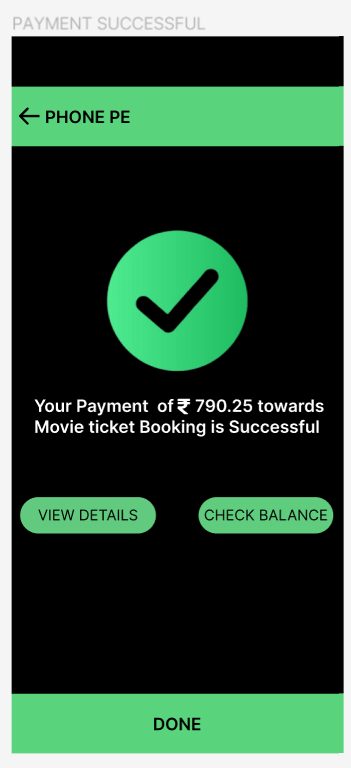 PAYMENT SUCCESSFUL
PHONE PE
Your Payment of ₹ 790.25 towards
Movie ticket Booking is Successful
VIEW DETAILS
CHECK BALANCE
DONE